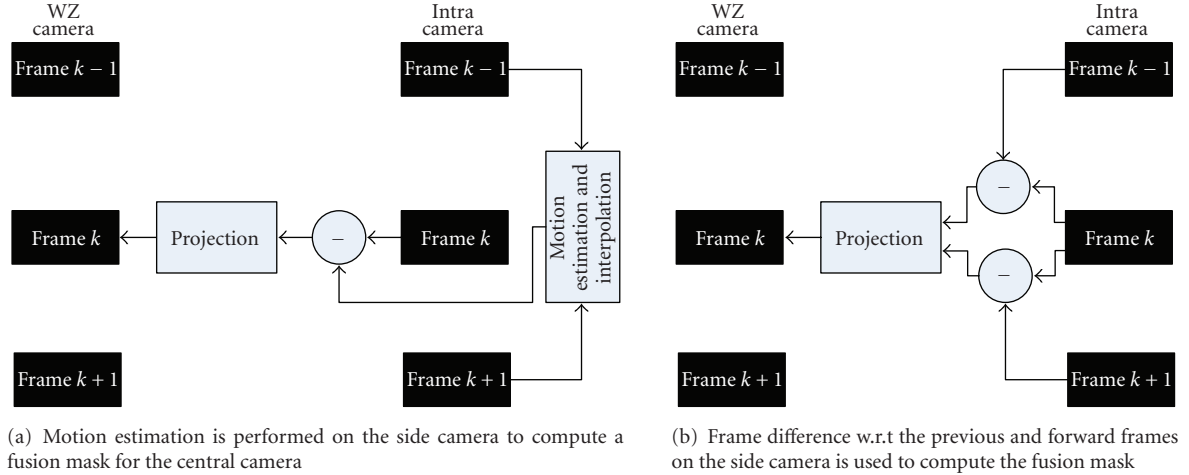 WZ
camera
Intra
camera
Frame k − 1
Frame k − 1
Motion
estimation and
interpolation
Frame k
Projection
−
Frame k
Frame k + 1
Frame k + 1
(a) Motion estimation is performed on the side camera to compute a
fusion mask for the central camera
WZ
camera
Intra
camera
Frame k − 1
Frame k − 1
−
Frame k
Projection
Frame k
−
Frame k + 1
Frame k + 1
(b) Frame difference w.r.t the previous and forward frames
on the side camera is used to compute the fusion mask